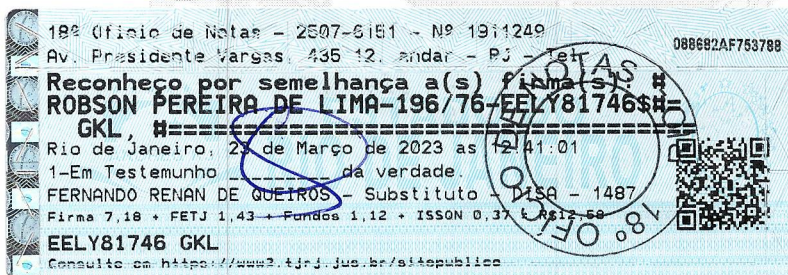 18º Ofício de Notas - 2507-6161 - Nº 1911249
088682AF753788
Av. Presidente Vargas, 435 12. andar - RJ - Tel
Reconheço por semelhança a(s) firma(s): #
ROBSON PEREIRA DE LIMA-196/76-EELY81746$#=
GKL, #=
Rio de Janeiro, de Março de 2023 as 12:41:01
1-Em Testemunho __________ da verdade.
FERNANDO RENAN DE QUEIROS - Substituto - DISA - 1487
Firma 7,18 + FETJ 1,43 + Fundos 1,12 + ISSQN 0,37 R$12,58
EELY81746 GKL
Consulte em https://www3.tjrj.jus.br/sitepublico
18º OFÍCIO DE NOTAS